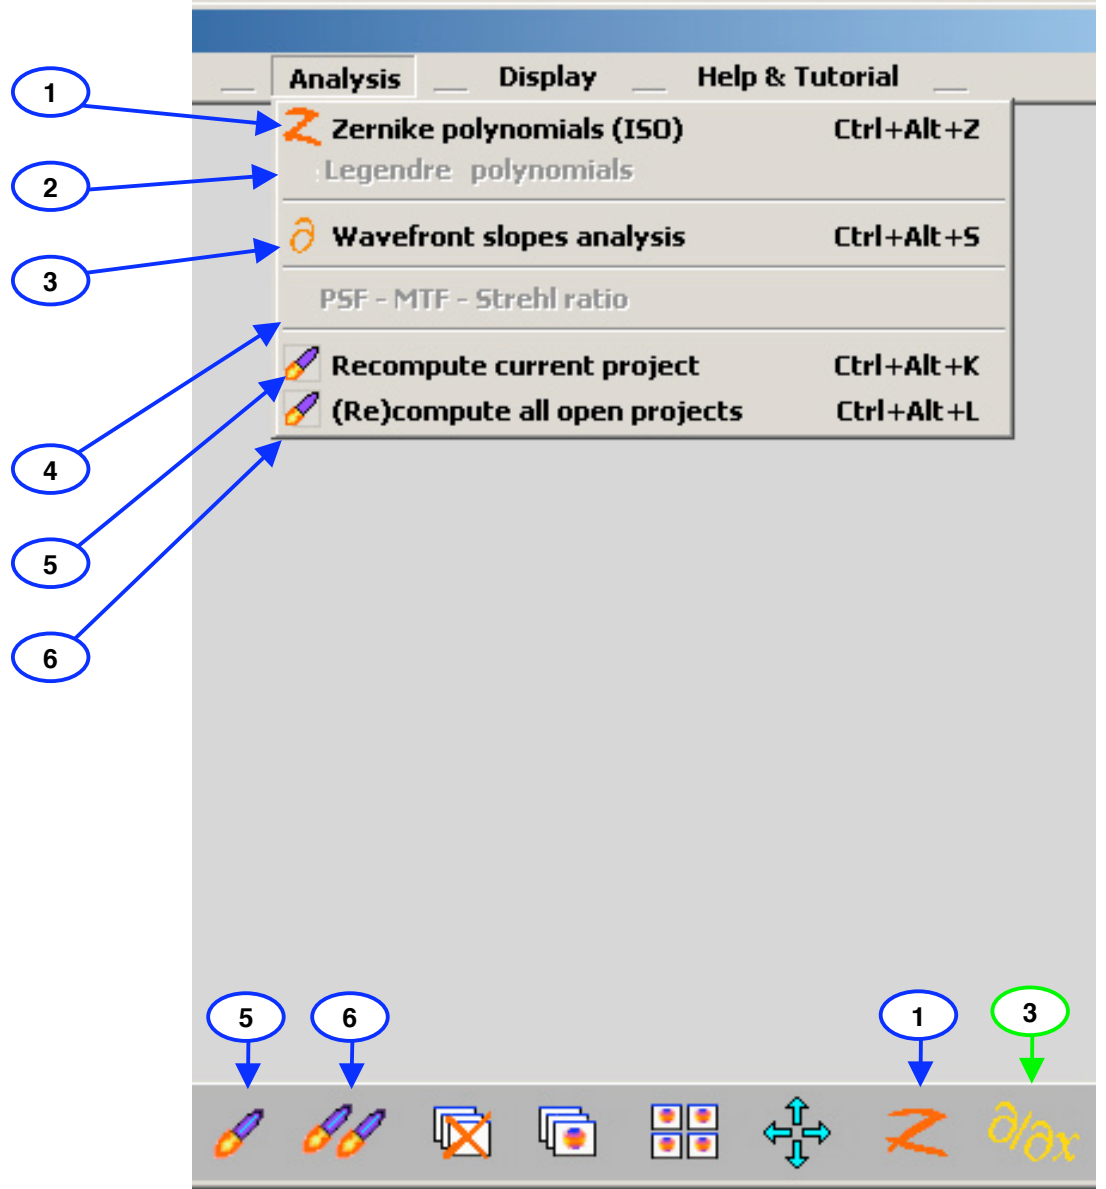 Analysis Display Help & Tutorial
1
Zernike polynomials (ISO) Ctrl+Alt+Z
2
Legendre polynomials
Wavefront slopes analysis Ctrl+Alt+S
3
PSF - MTF - Strehl ratio
Recompute current project Ctrl+Alt+K
(Re)compute all open projects Ctrl+Alt+L
4
5
6
5 6 1 3
Z ∂/∂x